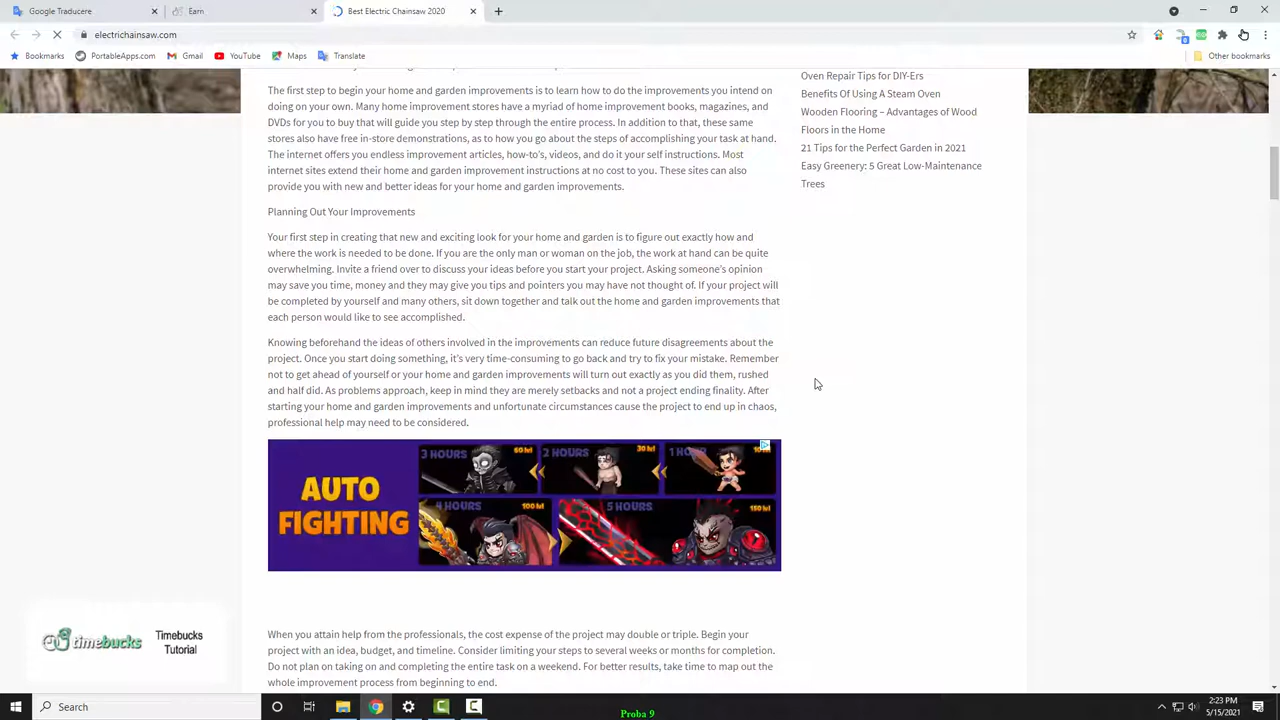 Google Traducere
Earn
Best Electric Chainsaw 2020
electrichainsaw.com
Bookmarks
PortableApps.com
Gmail
YouTube
Maps
Translate
Other bookmarks
The first step to begin your home and garden improvements is to learn how to do the improvements you intend on
doing on your own. Many home improvement stores have a myriad of home improvement books, magazines, and
DVDs for you to buy that will guide you step by step through the entire process. In addition to that, these same
stores also have free in-store demonstrations, as to how you go about the steps of accomplishing your task at hand.
The internet offers you endless improvement articles, how-to's, videos, and do it your self instructions. Most
internet sites extend their home and garden improvement instructions at no cost to you. These sites can also
provide you with new and better ideas for your home and garden improvements.
Planning Out Your Improvements
Your first step in creating that new and exciting look for your home and garden is to figure out exactly how and
where the work is needed to be done. If you are the only man or woman on the job, the work at hand can be quite
overwhelming. Invite a friend over to discuss your ideas before you start your project. Asking someone's opinion
may save you time, money and they may give you tips and pointers you may have not thought of. If your project will
be completed by yourself and many others, sit down together and talk out the home and garden improvements that
each person would like to see accomplished.
Knowing beforehand the ideas of others involved in the improvements can reduce future disagreements about the
project. Once you start doing something, it's very time-consuming to go back and try to fix your mistake. Remember
not to get ahead of yourself or your home and garden improvements will turn out exactly as you did them, rushed
and half did. As problems approach, keep in mind they are merely setbacks and not a project ending finality. After
starting your home and garden improvements and unfortunate circumstances cause the project to end up in chaos,
professional help may need to be considered.
Oven Repair Tips for DIY-Ers
Benefits Of Using A Steam Oven
Wooden Flooring – Advantages of Wood
Floors in the Home
21 Tips for the Perfect Garden in 2021
Easy Greenery: 5 Great Low-Maintenance
Trees
AUTO
FIGHTING
3 HOURS
60 lvl
2 HOURS
30 lvl
1 HOUR
4 HOURS
100 lvl
5 HOURS
150 lvl
When you attain help from the professionals, the cost expense of the project may double or triple. Begin your
project with an idea, budget, and timeline. Consider limiting your steps to several weeks or months for completion.
Do not plan on taking on and completing the entire task on a weekend. For better results, take time to map out the
whole improvement process from beginning to end.
timebucks
Timebucks
Tutorial
Search
Proba 9
2:23 PM
5/15/2021